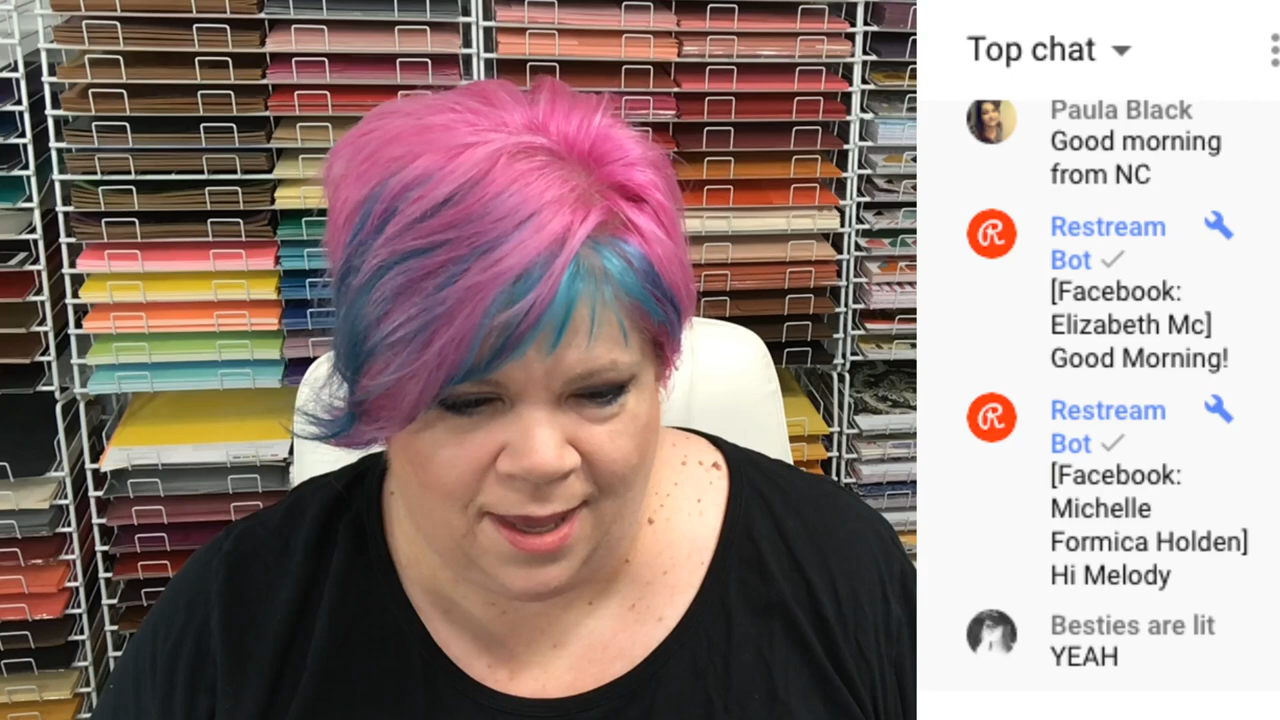 Top chat
Paula Black
Good morning
from NC
Restream
Bot
[Facebook:
Elizabeth Mc]
Good Morning!
Restream
Bot
[Facebook:
Michelle
Formica Holden]
Hi Melody
Besties are lit
YEAH